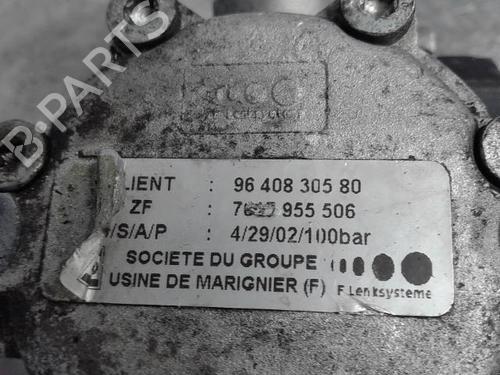 B-PARTS
LIENT : 96 408 305 80
ZF : 955 506
/S/A/P : 4/29/02/100bar
SOCIETE DU GROUPE
USINE DE MARIGNIER (F) F Lenksysteme